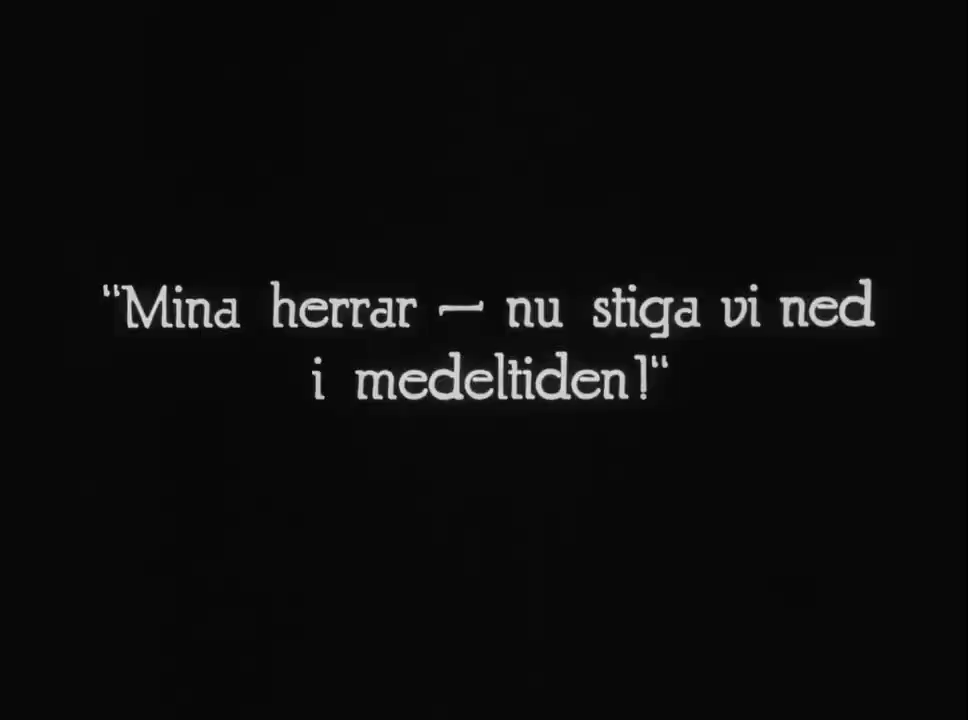 "Mina herrar — nu stiga vi ned
i medeltiden!"